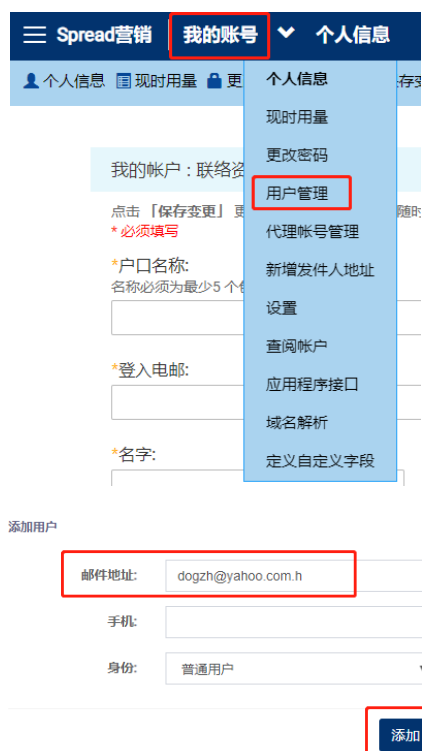 Spread营销 我的账号 个人信息
个人信息 现时用量 更
个人信息
现时用量
更改密码
用户管理
代理帐号管理
新增发件人地址
设置
查阅帐户
应用程序接口
域名解析
定义自定义字段
我的帐户 : 联络资
点击「保存变更」更
随时
* 必须填写
*户口名称:
名称必须为最少5 个
*登入电邮:
*名字:
添加用户
邮件地址: dogzh@yahoo.com.h
手机:
身份: 普通用户
添加